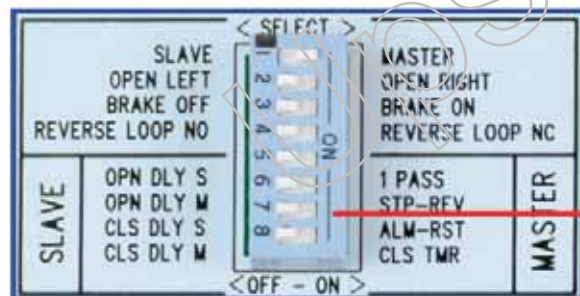 < SELECT >
SLAVE 1 MASTER
OPEN LEFT 2 OPEN RIGHT
BRAKE OFF 3 BRAKE ON
REVERSE LOOP NO 4 REVERSE LOOP NC
5
OPN DLY S 6 1 PASS
OPN DLY M 7 STP-REV
CLS DLY S 8 ALM-RST
CLS DLY M CLS TMR
SLAVE
ON
MASTER
<OFF - ON >